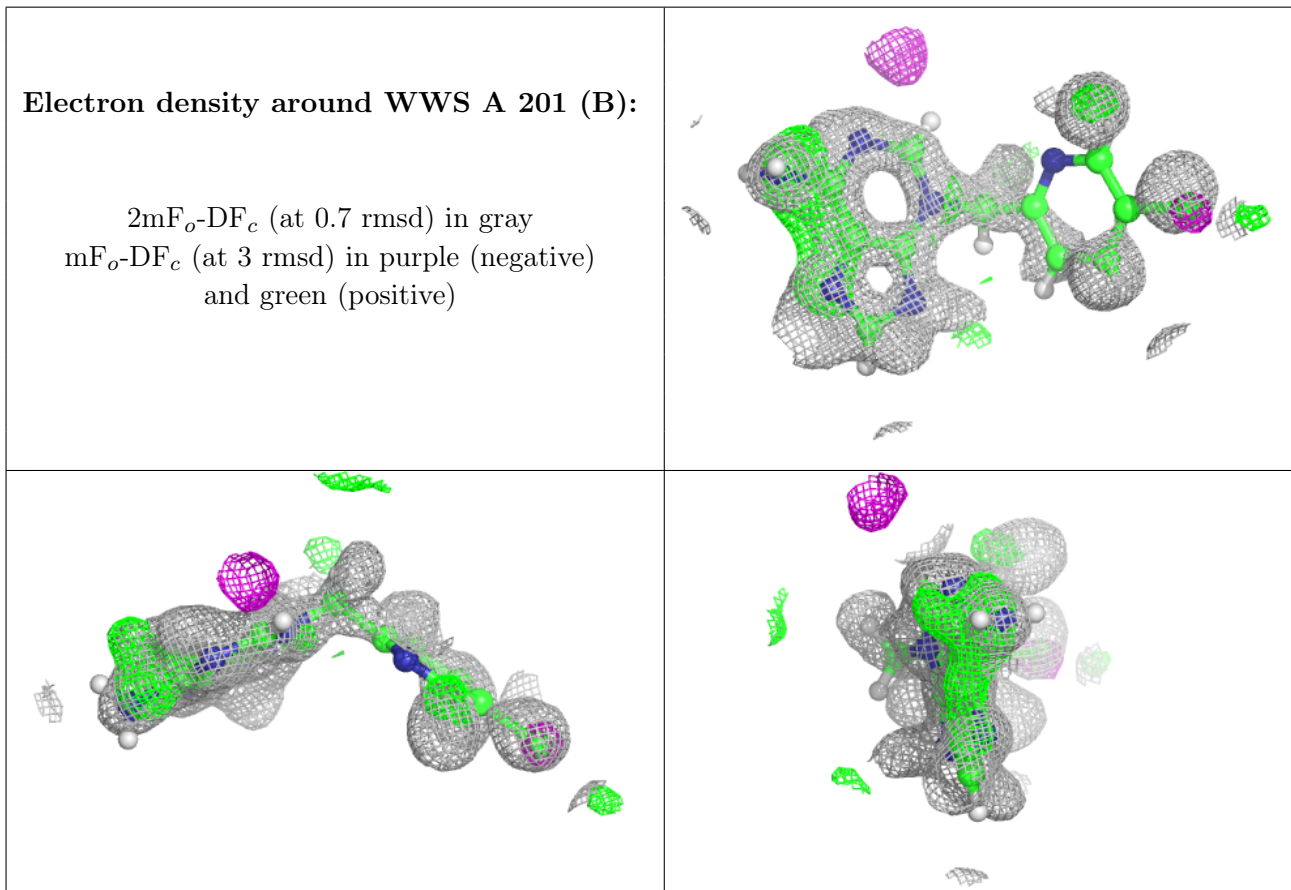 Electron density around WWS A 201 (B):
2mFₒ-DF𝒸 (at 0.7 rmsd) in gray
mFₒ-DF𝒸 (at 3 rmsd) in purple (negative)
and green (positive)